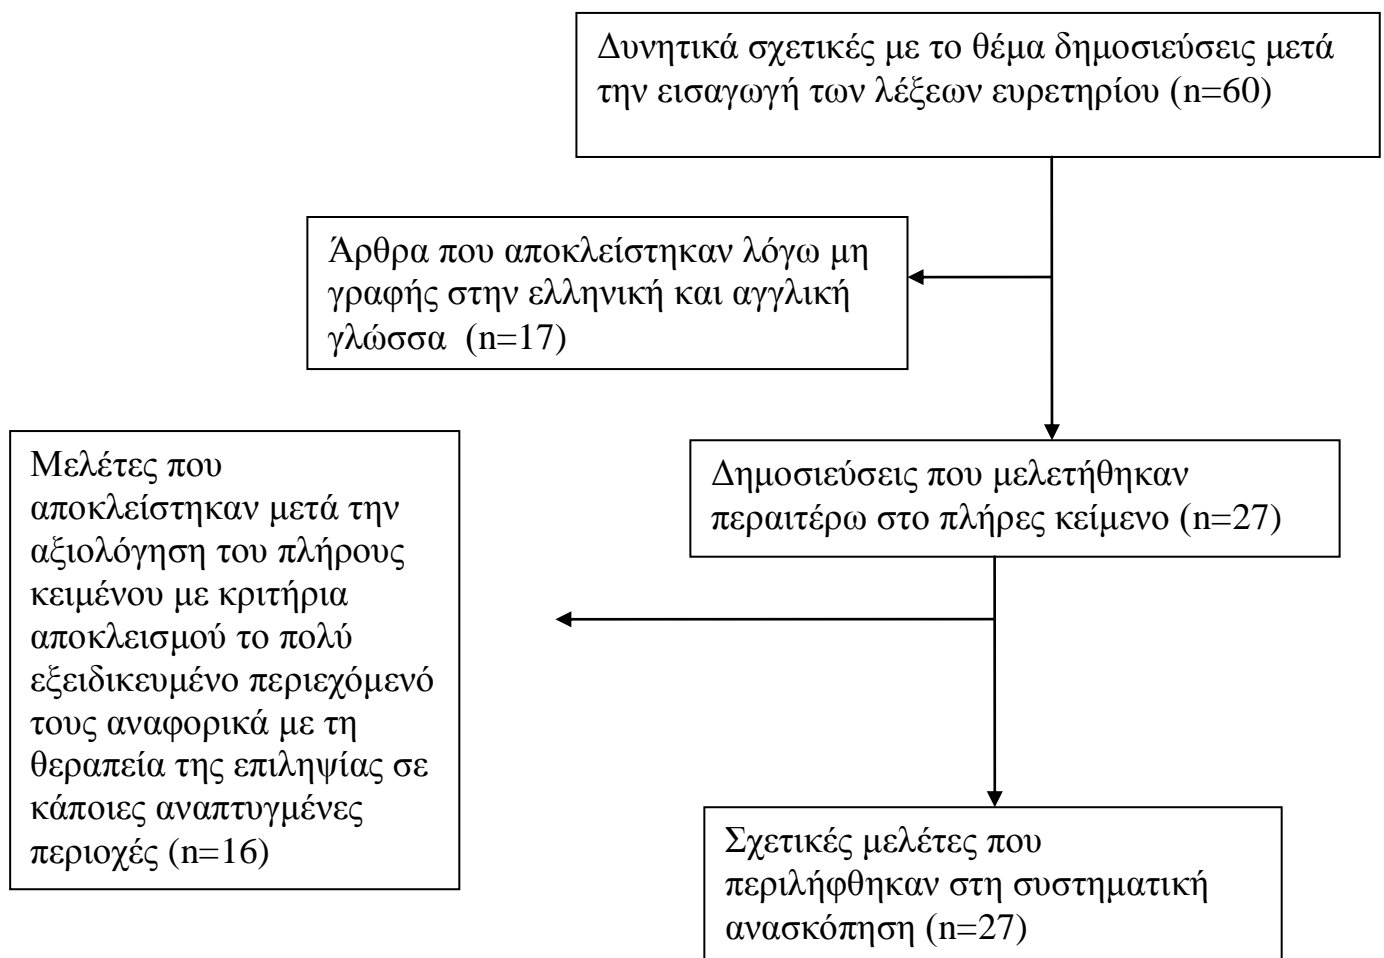 Δυνητικά σχετικές με το θέμα δημοσιεύσεις μετά
την εισαγωγή των λέξεων ευρετηρίου (n=60)
Άρθρα που αποκλείστηκαν λόγω μη
γραφής στην ελληνική και αγγλική
γλώσσα (n=17)
Μελέτες που
αποκλείστηκαν μετά την
αξιολόγηση του πλήρους
κειμένου με κριτήρια
αποκλεισμού το πολύ
εξειδικευμένο περιεχόμενό
τους αναφορικά με τη
θεραπεία της επιληψίας σε
κάποιες αναπτυγμένες
περιοχές (n=16)
Δημοσιεύσεις που μελετήθηκαν
περαιτέρω στο πλήρες κείμενο (n=27)
Σχετικές μελέτες που
περιλήφθηκαν στη συστηματική
ανασκόπηση (n=27)